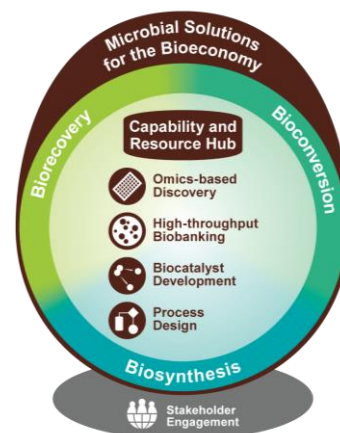 Microbial Solutions
for the Bioeconomy
Biorecovery
Bioconversion
Capability and
Resource Hub
Omics-based
Discovery
High-throughput
Biobanking
Biocatalyst
Development
Process
Design
Biosynthesis
Stakeholder
Engagement